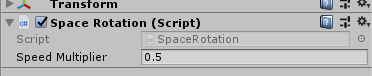 Transform
Space Rotation (Script)
Script SpaceRotation
Speed Multiplier 0.5